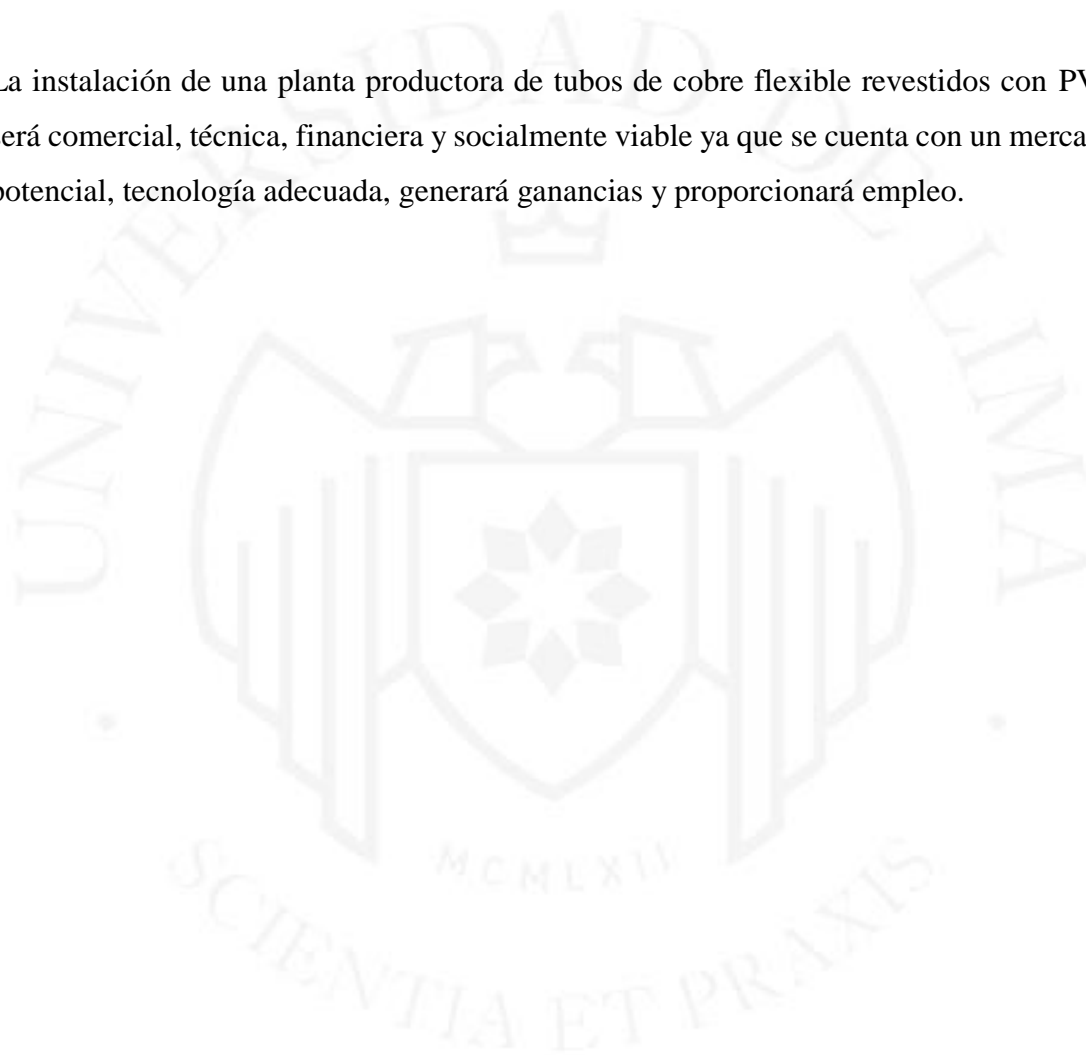 La instalación de una planta productora de tubos de cobre flexible revestidos con PV
será comercial, técnica, financiera y socialmente viable ya que se cuenta con un merca
potencial, tecnología adecuada, generará ganancias y proporcionará empleo.
UNIVERSIDAD DE LIMA
MCMLXII
SCIENTIA ET PRAXIS